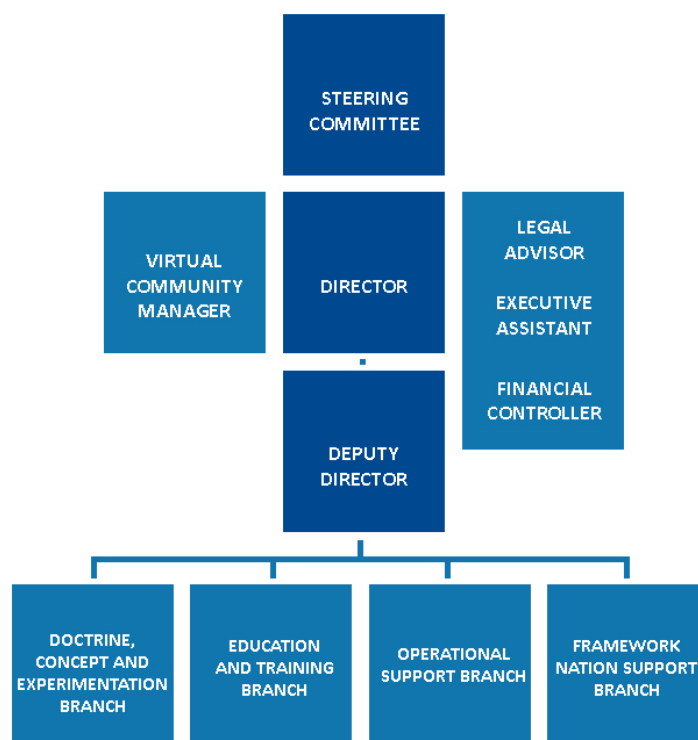 STEERING
COMMITTEE
VIRTUAL
COMMUNITY
MANAGER
DIRECTOR
LEGAL
ADVISOR
EXECUTIVE
ASSISTANT
FINANCIAL
CONTROLLER
DEPUTY
DIRECTOR
DOCTRINE,
CONCEPT AND
EXPERIMENTATION
BRANCH
EDUCATION
AND TRAINING
BRANCH
OPERATIONAL
SUPPORT BRANCH
FRAMEWORK
NATION SUPPORT
BRANCH